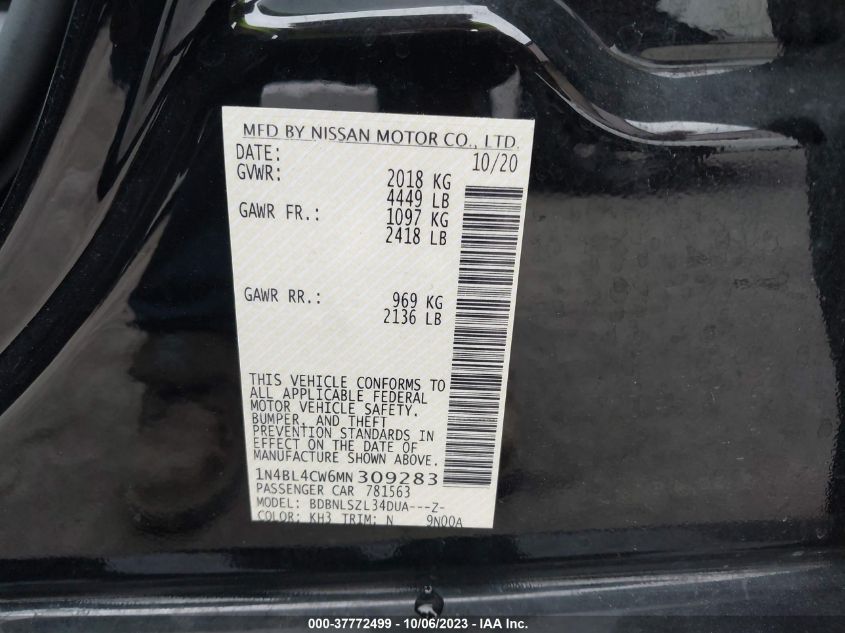 MFD BY NISSAN MOTOR CO., LTD.
DATE: 10/20
GVWR: 2018 KG
4449 LB
GAWR FR.: 1097 KG
2418 LB
GAWR RR.: 969 KG
2136 LB
THIS VEHICLE CONFORMS TO
ALL APPLICABLE FEDERAL
MOTOR VEHICLE SAFETY,
BUMPER, AND THEFT
PREVENTION STANDARDS IN
EFFECT ON THE DATE OF
MANUFACTURE SHOWN ABOVE.
1N4BL4CW6MN309283
PASSENGER CAR 781563
MODEL: BDBNLSZL34DUA---Z-
COLOR: KH3 TRIM: N 9N00A
000-37772499 - 10/06/2023 - IAA Inc.